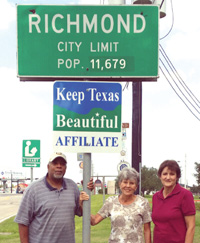 RICHMOND
CITY LIMIT
POP. 11,679
Keep Texas
Beautiful
AFFILIATE